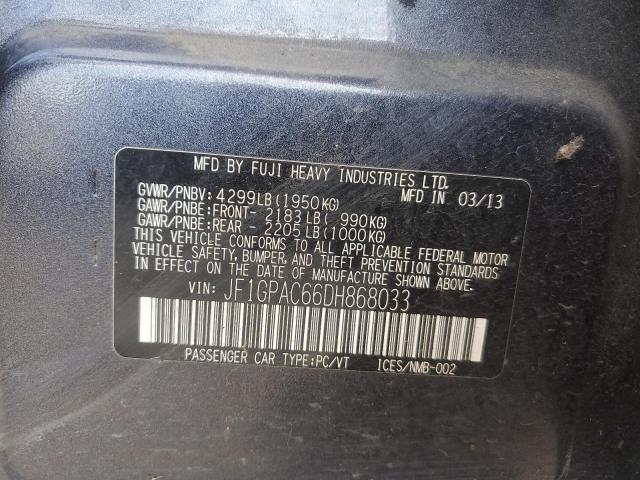 MFD BY FUJI HEAVY INDUSTRIES LTD.
GVWR/PNBV: 4299LB(1950KG) MFD IN 03/13
GAWR/PNBE:FRONT- 2183LB( 990KG)
GAWR/PNBE:REAR - 2205LB(1000KG)
THIS VEHICLE CONFORMS TO ALL APPLICABLE FEDERAL MOTOR
VEHICLE SAFETY, BUMPER, AND THEFT PREVENTION STANDARDS
IN EFFECT ON THE DATE OF MANUFACTURE SHOWN ABOVE.
VIN: JF1GPAC66DH868033
PASSENGER CAR TYPE:PC/VT ICES/NMB-002